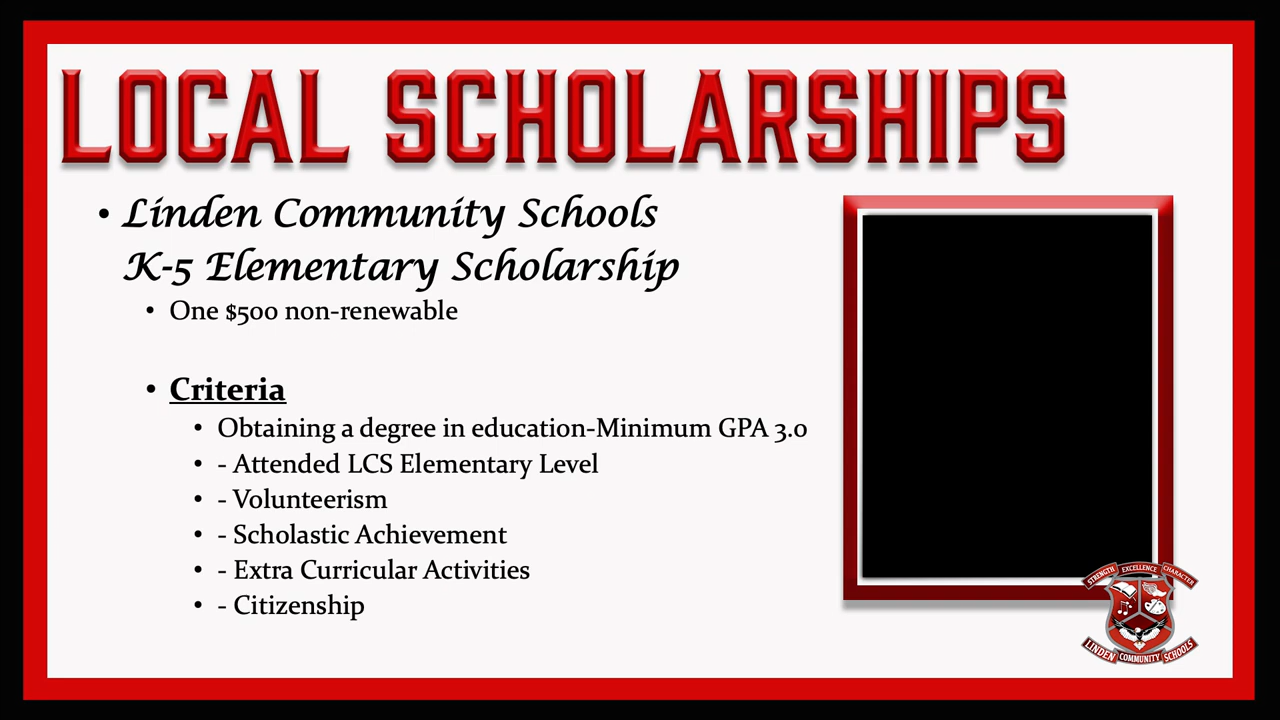 LOCAL SCHOLARSHIPS
• Linden Community Schools
K-5 Elementary Scholarship
• One $500 non-renewable
• Criteria
• Obtaining a degree in education-Minimum GPA 3.0
• - Attended LCS Elementary Level
• - Volunteerism
• - Scholastic Achievement
• - Extra Curricular Activities
• - Citizenship
STRENGTH EXCELLENCE CHARACTER
LINDEN COMMUNITY SCHOOLS